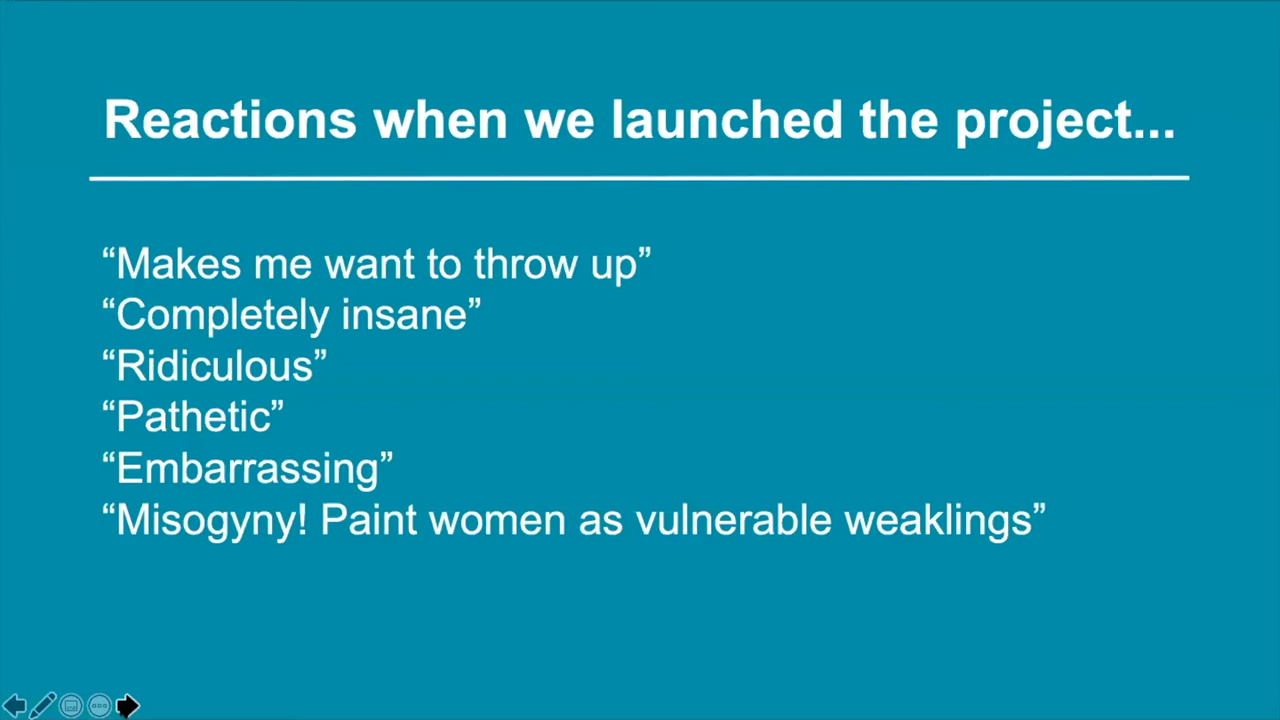 Reactions when we launched the project...
“Makes me want to throw up”
“Completely insane”
“Ridiculous”
“Pathetic”
“Embarrassing”
“Misogyny! Paint women as vulnerable weaklings”